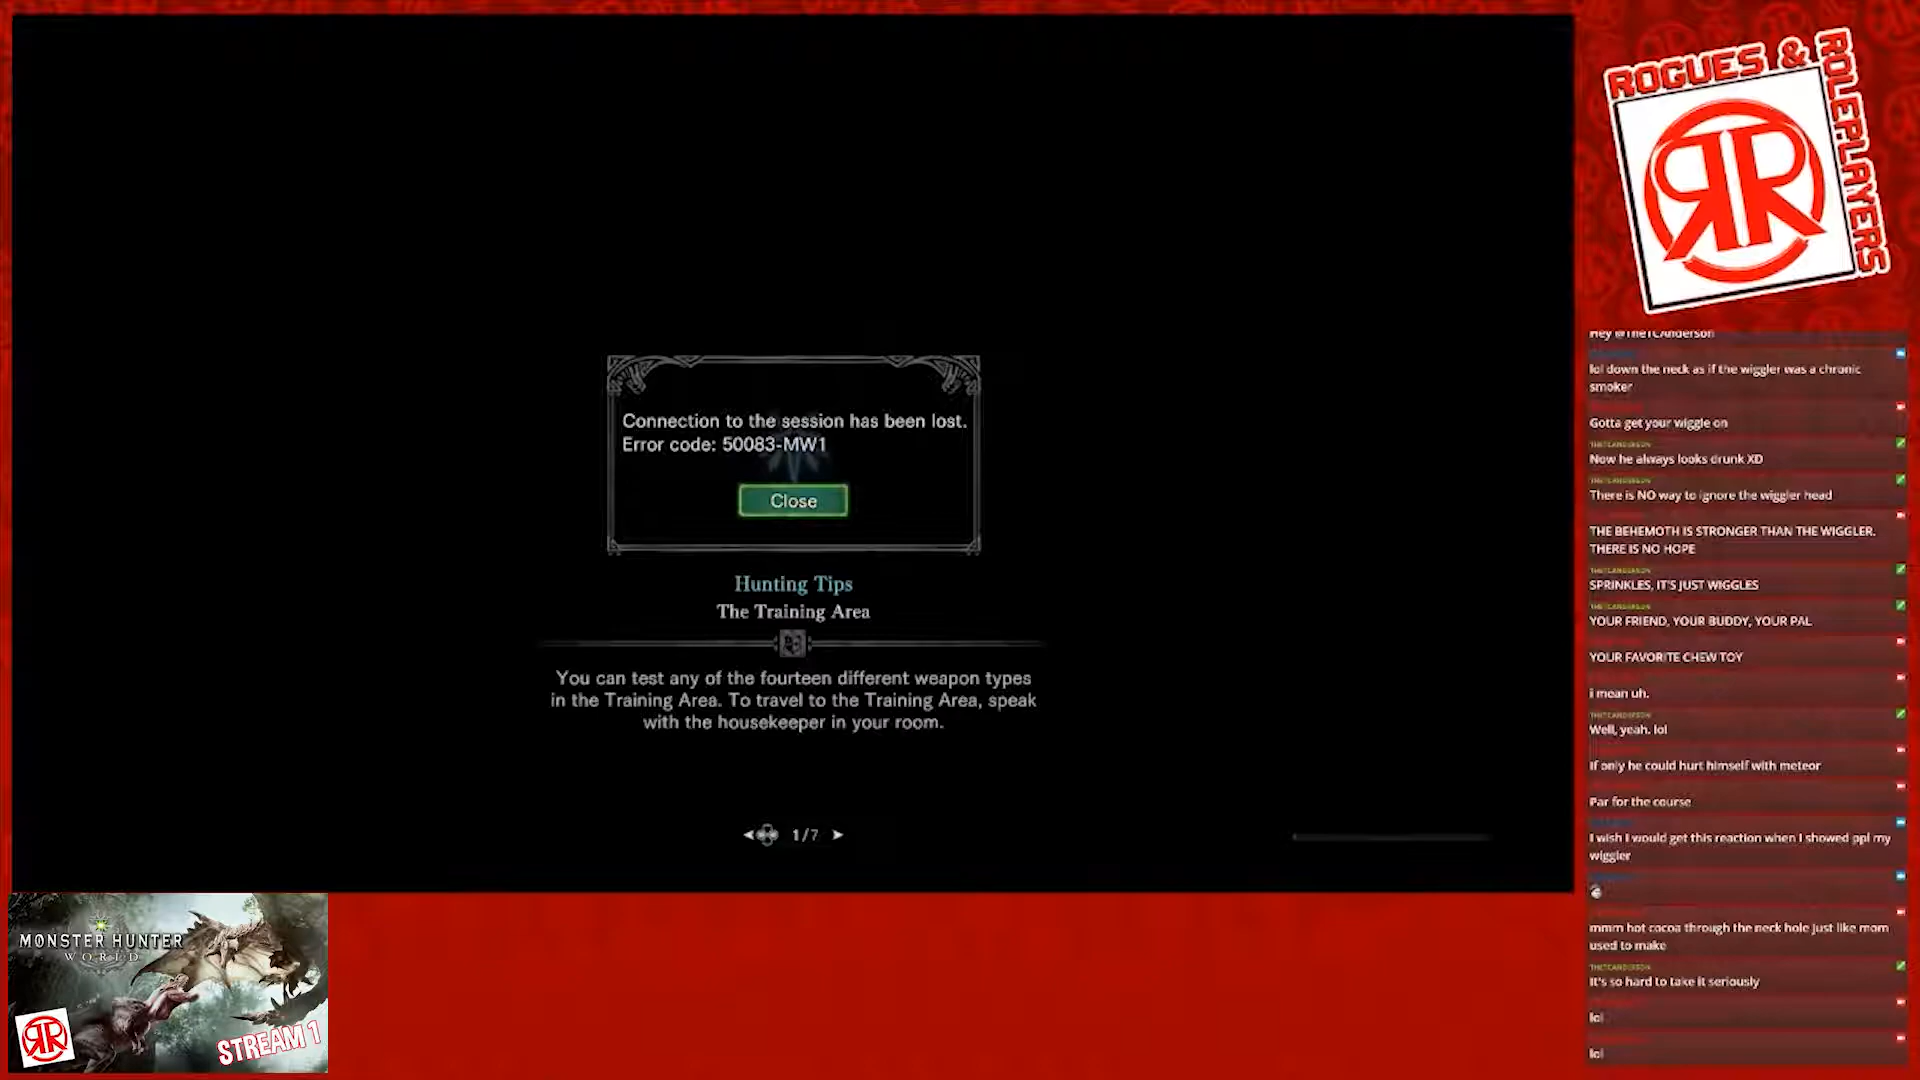 Connection to the session has been lost.
Error code: 50083-MW1
Close
Hunting Tips
The Training Area
You can test any of the fourteen different weapon types
in the Training Area. To travel to the Training Area, speak
with the housekeeper in your room.
1/7
MONSTER HUNTER
WORLD
STREAM 1
ROGUES & ROLEPLAYERS
Hey @TheTCAnderson
lol down the neck as if the wiggler was a chronic
smoker
Gotta get your wiggle on
THETCANDERSON
Now he always looks drunk XD
THETCANDERSON
There is NO way to ignore the wiggler head
THE BEHEMOTH IS STRONGER THAN THE WIGGLER.
THERE IS NO HOPE
THETCANDERSON
SPRINKLES, IT'S JUST WIGGLES
THETCANDERSON
YOUR FRIEND, YOUR BUDDY, YOUR PAL
YOUR FAVORITE CHEW TOY
i mean uh.
THETCANDERSON
Well, yeah. lol
If only he could hurt himself with meteor
Par for the course
I wish I would get this reaction when I showed ppl my
wiggler
mmm hot cocoa through the neck hole just like mom
used to make
THETCANDERSON
It's so hard to take it seriously
lol
lol